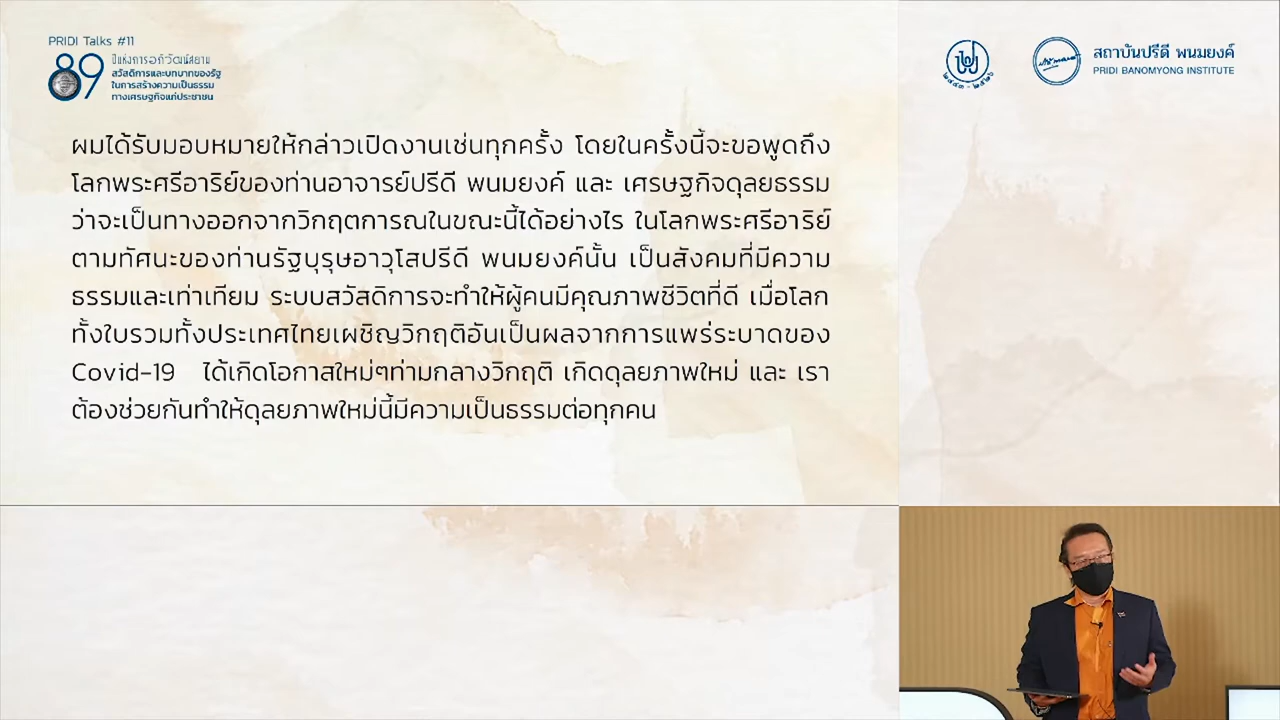 PRIDI Talks #11
89
ปีแห่งการอภิวัฒน์สยาม
สวัสดิการและบทบาทของรัฐ
ในการสร้างความเป็นธรรม
ทางเศรษฐกิจแก่ประชาชน
๒๔๔๓ - ๒๕๒๖
สถาบันปรีดี พนมยงค์
PRIDI BANOMYONG INSTITUTE
ผมได้รับมอบหมายให้กล่าวเปิดงานเช่นทุกครั้ง โดยในครั้งนี้จะขอพูดถึง
โลกพระศรีอาริย์ของท่านอาจารย์ปรีดี พนมยงค์ และ เศรษฐกิจดุลยธรรม
ว่าจะเป็นทางออกจากวิกฤตการณในขณะนี้ได้อย่างไร ในโลกพระศรีอาริย์
ตามทัศนะของท่านรัฐบุรุษอาวุโสปรีดี พนมยงค์นั้น เป็นสังคมที่มีความ
ธรรมและเท่าเทียม ระบบสวัสดิการจะทำให้ผู้คนมีคุณภาพชีวิตที่ดี เมื่อโลก
ทั้งใบรวมทั้งประเทศไทยเผชิญวิกฤติอันเป็นผลจากการแพร่ระบาดของ
Covid-19 ได้เกิดโอกาสใหม่ๆท่ามกลางวิกฤติ เกิดดุลยภาพใหม่ และ เรา
ต้องช่วยกันทำให้ดุลยภาพใหม่นี้มีความเป็นธรรมต่อทุกคน